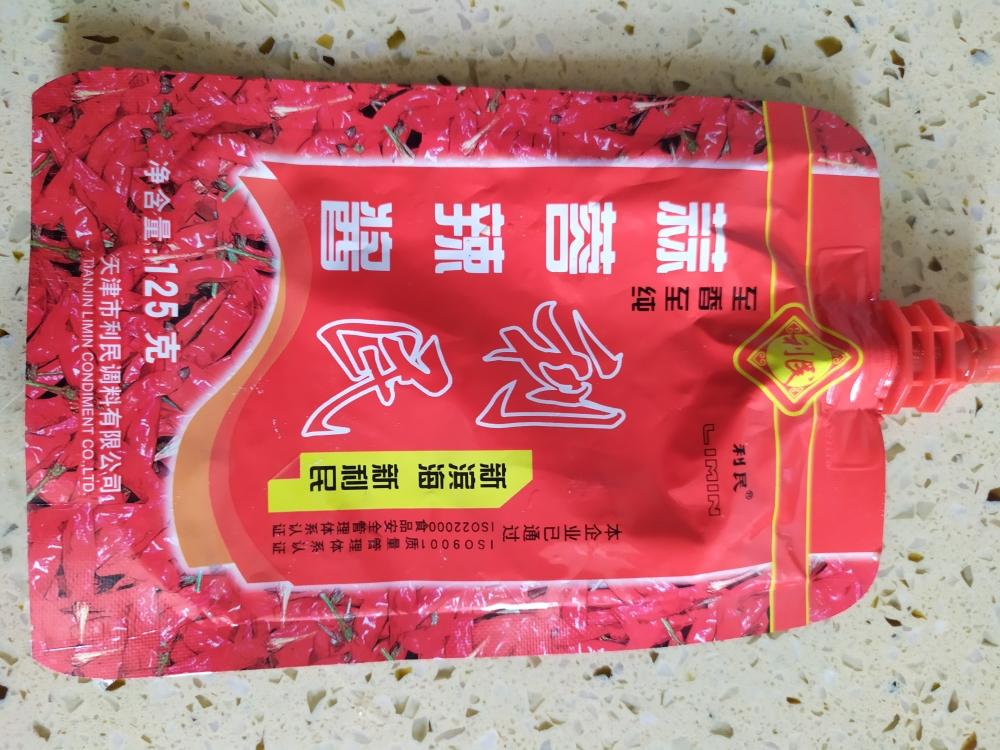 利民
利民®
LIMIN
至香至纯
蒜蓉辣醬
利民
新滨海 新利民
本企业已通过
ISO9001质量管理体系认证
ISO22000食品安全管理体系认证
净含量:125 克
天津市利民调料有限公司
TIANJIN LIMIN CONDIMENT CO.,LTD